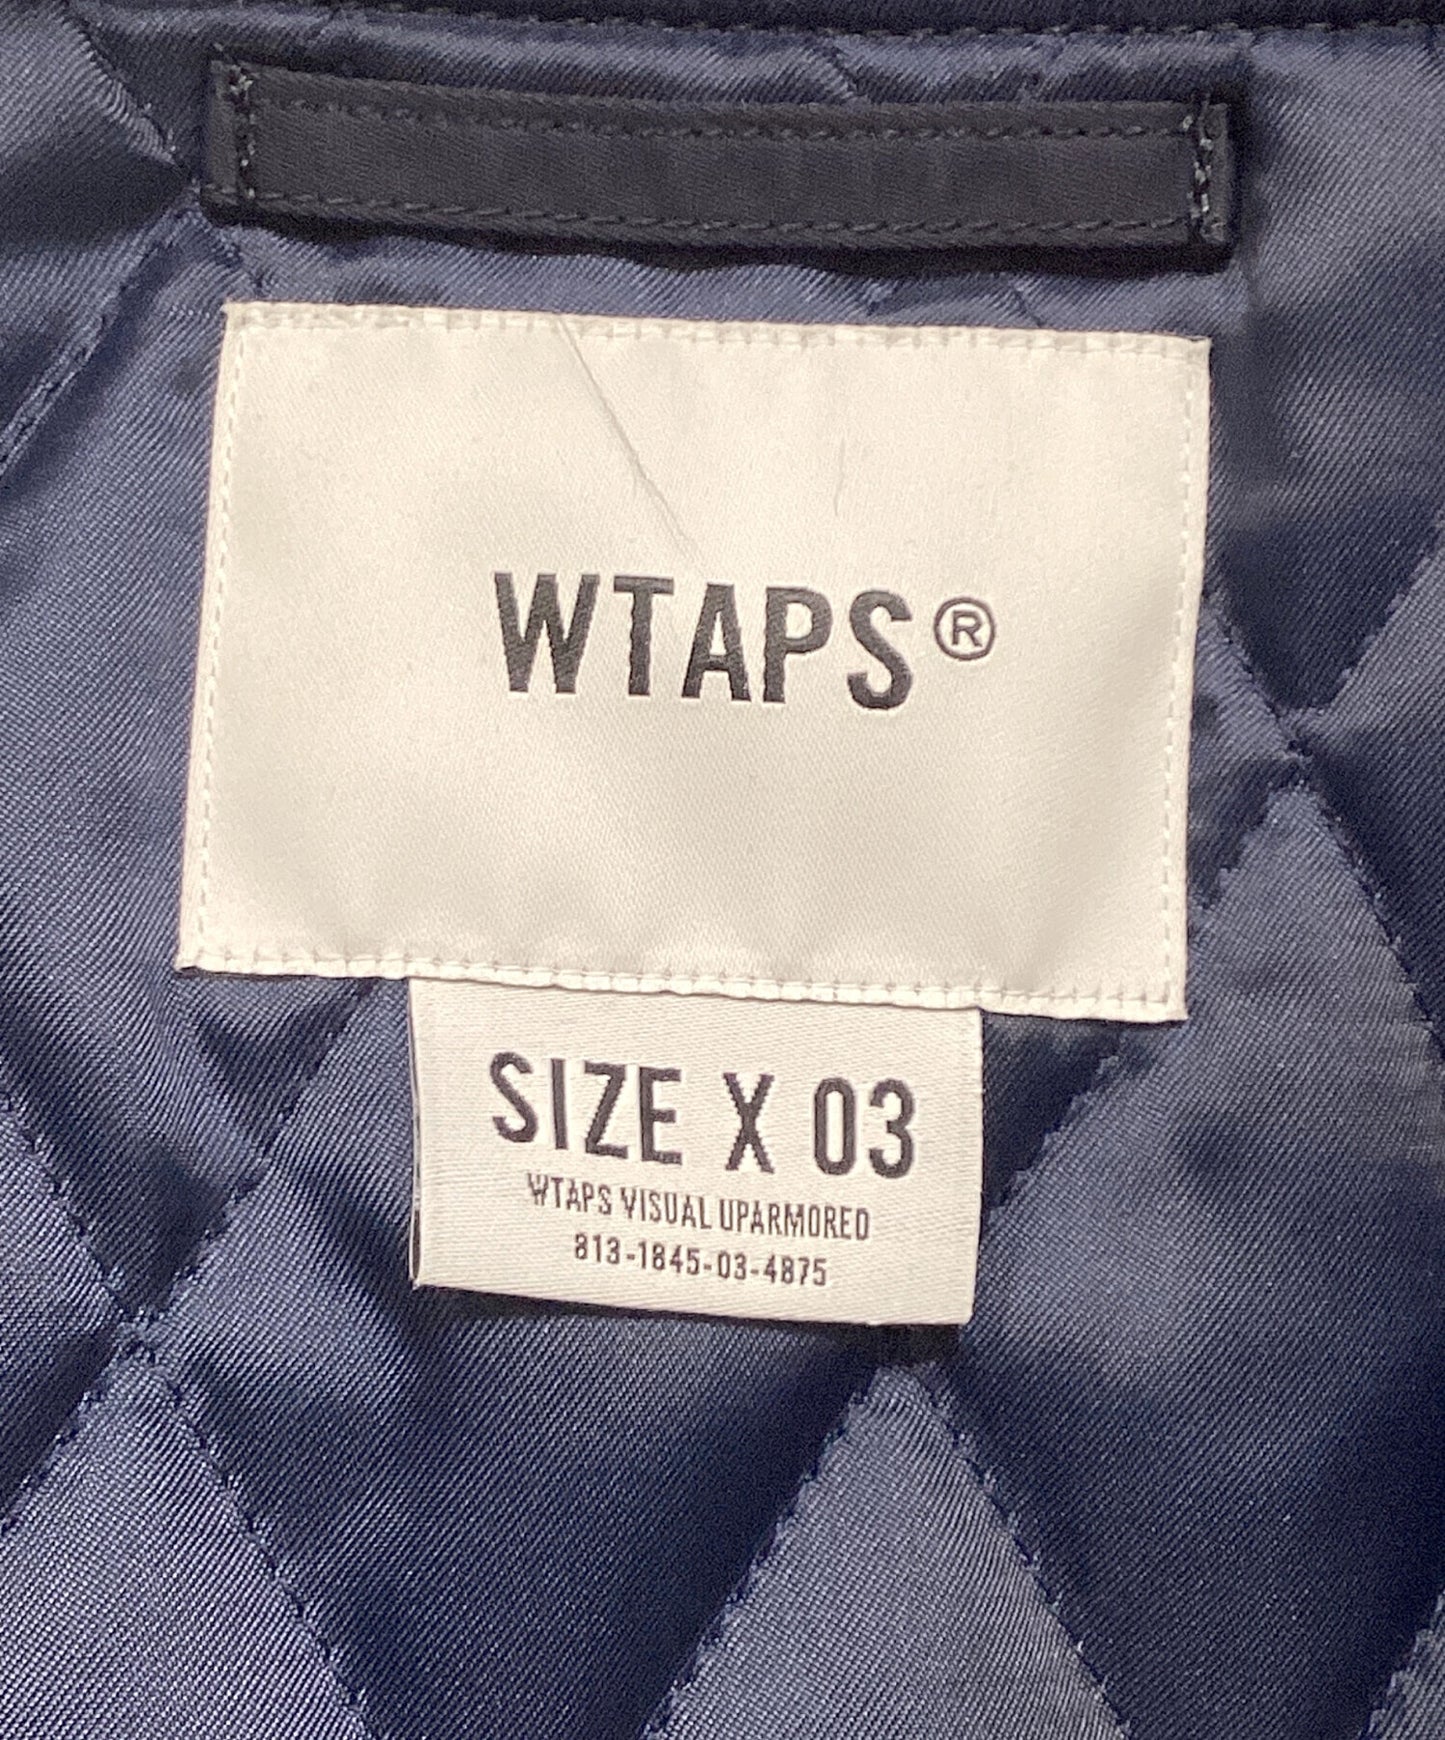 WTAPS®
SIZE X 03
WTAPS VISUAL UPARMORED
813-1845-03-4875